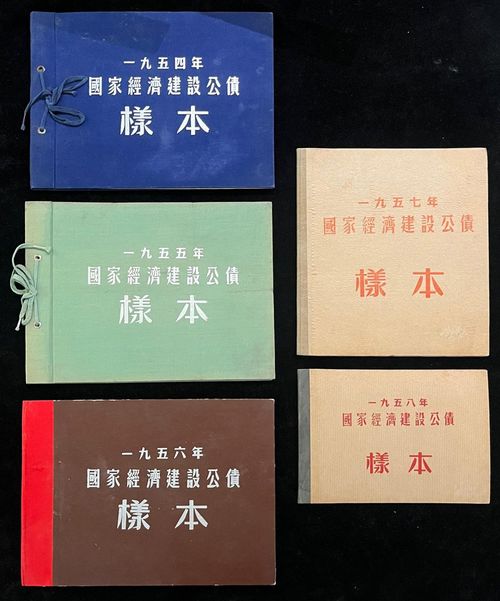 一九五四年
國家經濟建設公債
樣本
一九五五年
國家經濟建設公債
樣本
一九五六年
國家經濟建設公債
樣本
一九五七年
國家經濟建設公債
樣本
一九五八年
國家經濟建設公債
樣本